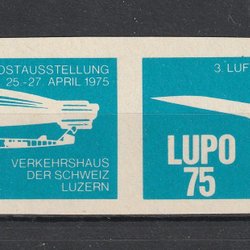 OSTAUSSTELLUNG
25.-27. APRIL 1975
VERKEHRSHAUS
DER SCHWEIZ
LUZERN
3. LUF
LUPO
75